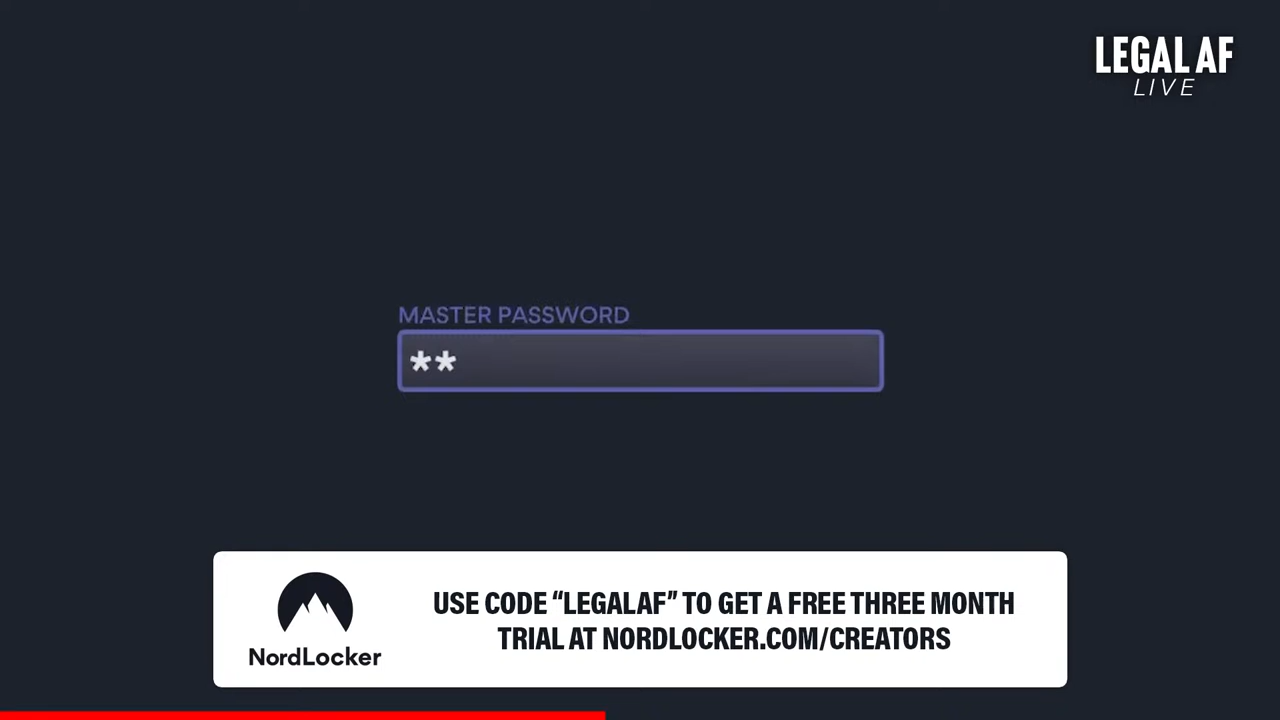 LEGAL AF
LIVE
MASTER PASSWORD
**
USE CODE “LEGALAF” TO GET A FREE THREE MONTH
TRIAL AT NORDLOCKER.COM/CREATORS
NordLocker